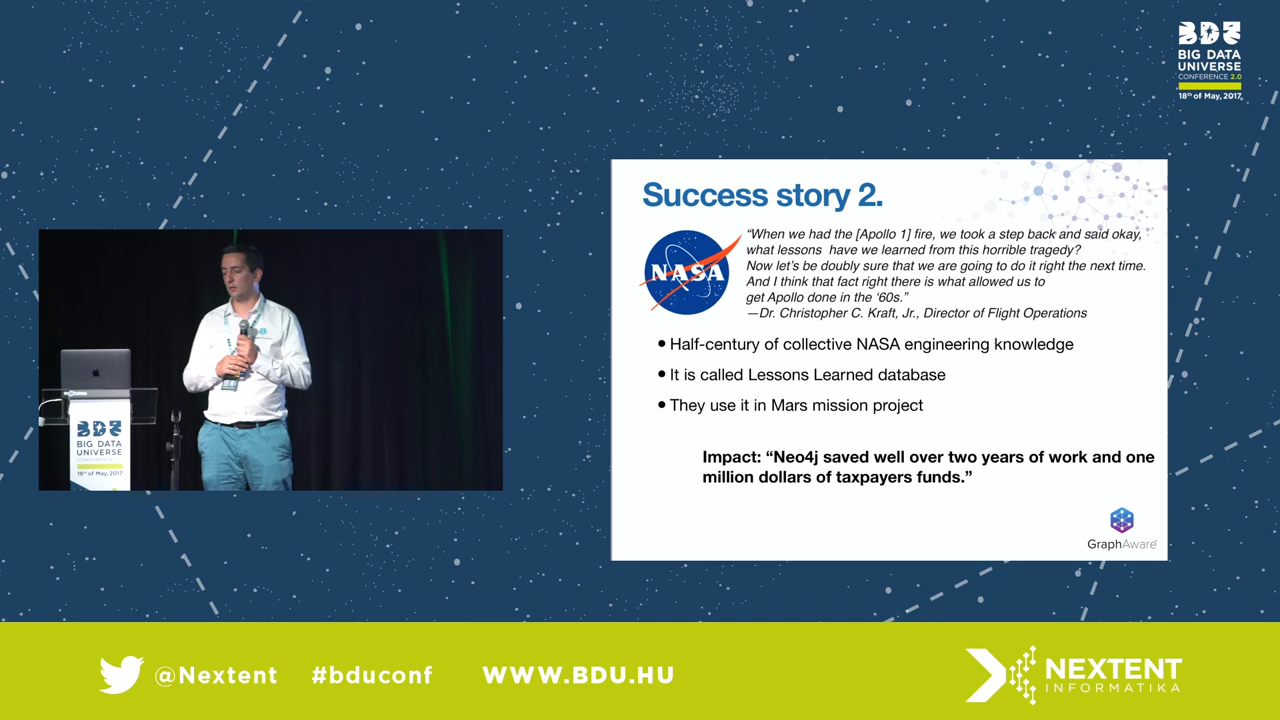 BDU
BIG DATA
UNIVERSE
CONFERENCE 2.0
18th of May, 2017
Success story 2.
NASA
“When we had the [Apollo 1] fire, we took a step back and said okay,
what lessons have we learned from this horrible tragedy?
Now let’s be doubly sure that we are going to do it right the next time.
And I think that fact right there is what allowed us to
get Apollo done in the ‘60s.”
—Dr. Christopher C. Kraft, Jr., Director of Flight Operations
• Half-century of collective NASA engineering knowledge
• It is called Lessons Learned database
• They use it in Mars mission project
Impact: “Neo4j saved well over two years of work and one
million dollars of taxpayers funds.”
GraphAware
BDU
BIG DATA
UNIVERSE
CONFERENCE 2.0
18th of May, 2017
@Nextent #bduconf WWW.BDU.HU
NEXTENT
INFORMATIKA